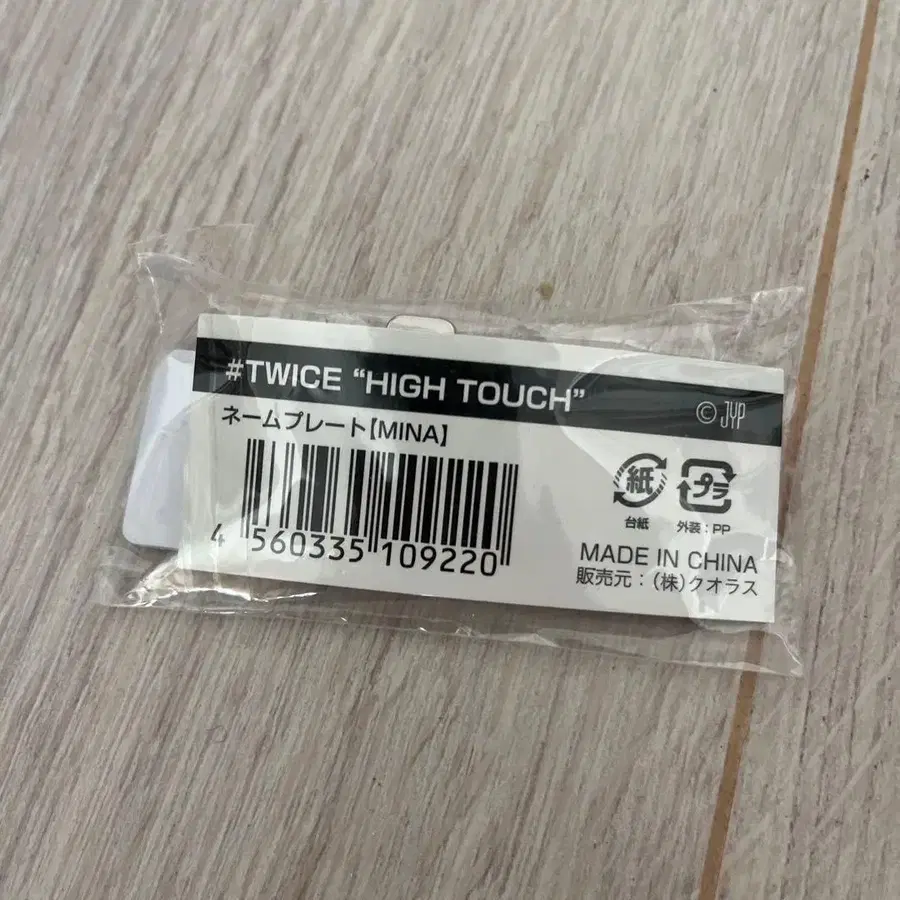 #TWICE “HIGH TOUCH”
© JYP
ネームプレート【MINA】
4 560335 109220
紙
台紙
プラ
外装：PP
MADE IN CHINA
販売元：（株）クオラス